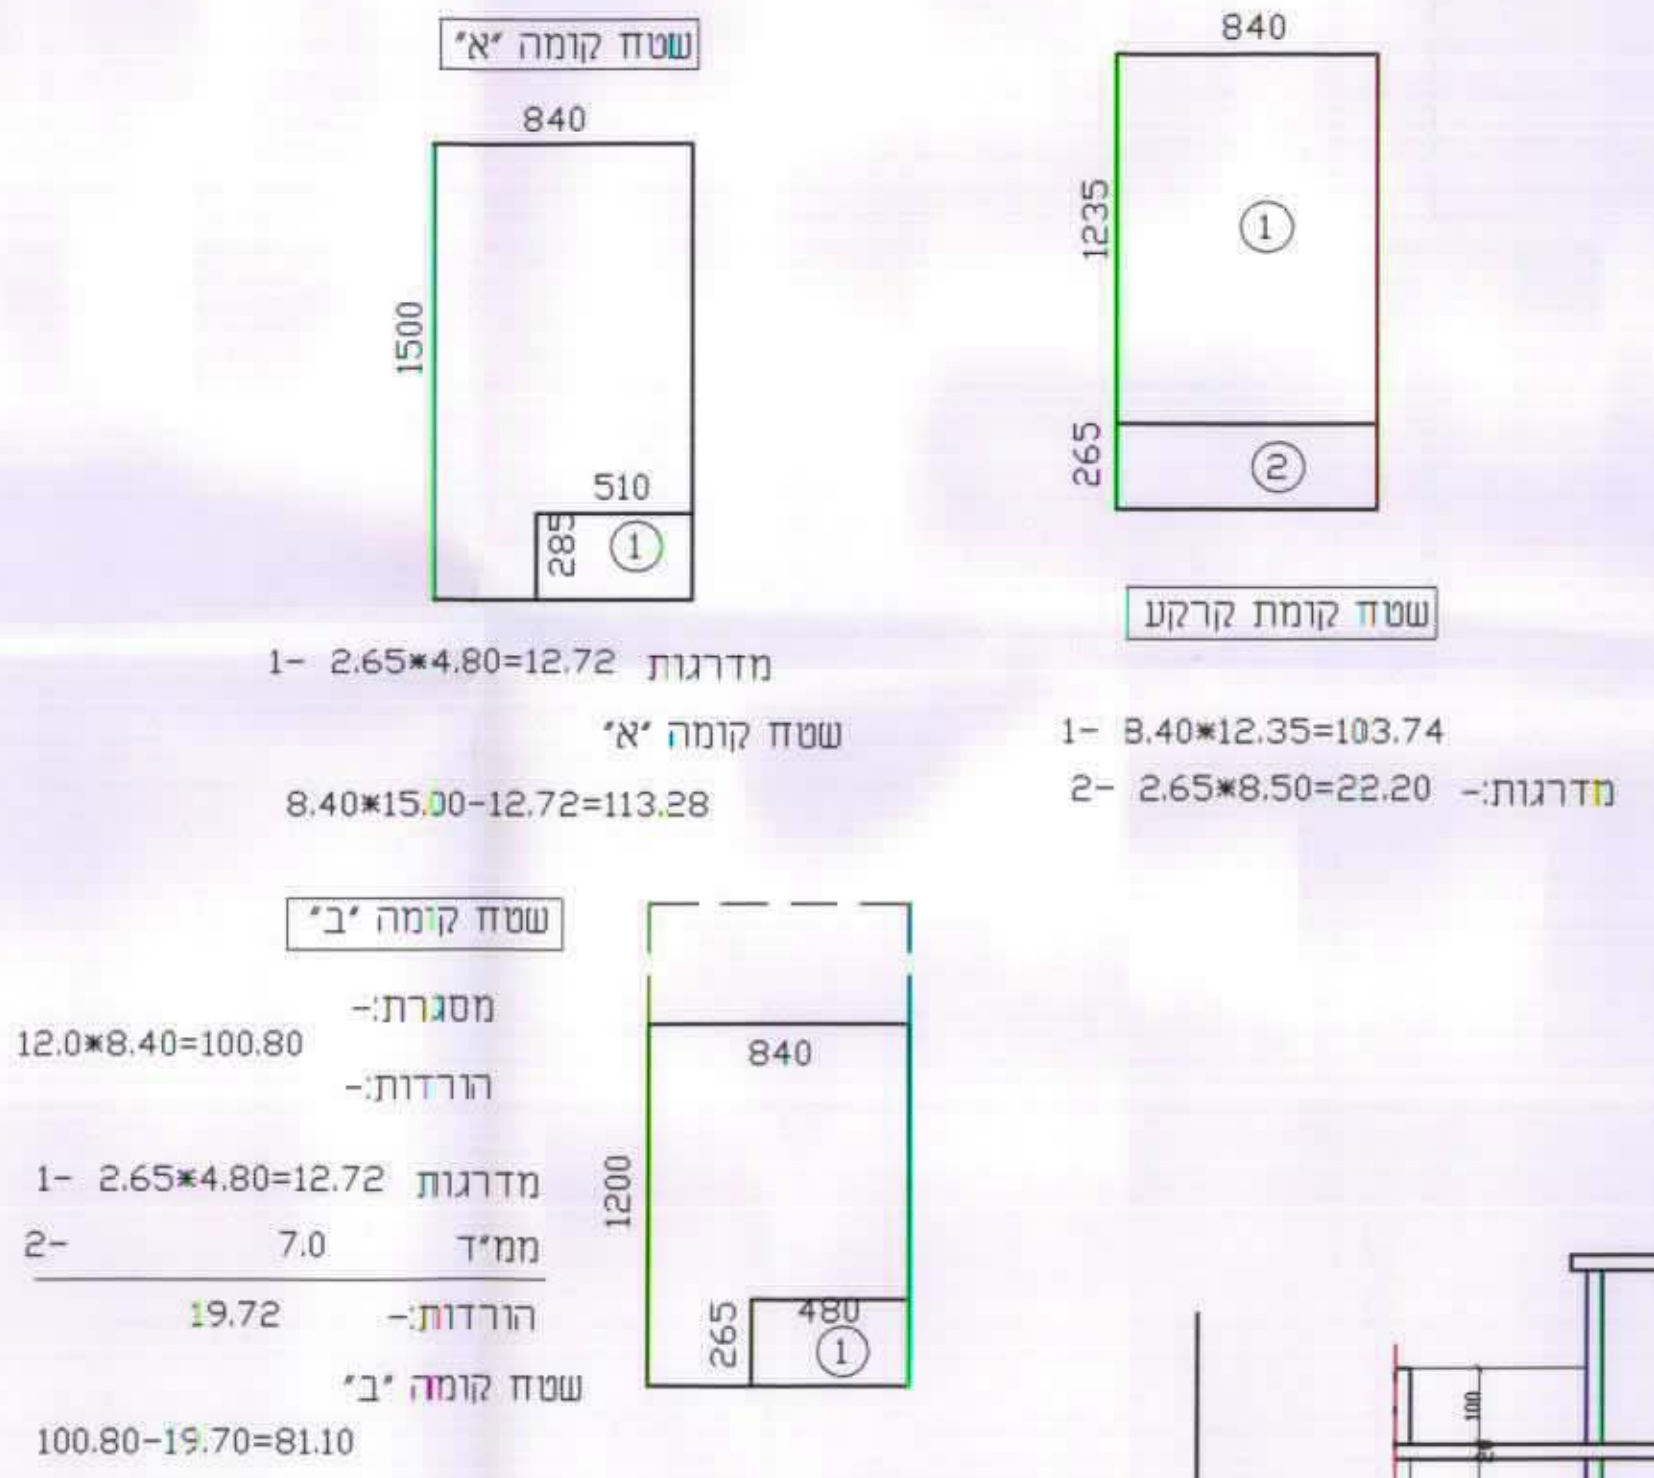 שטח קומה "א"
840
1500
510
285
1
1- 2.65*4.80=12.72 מדרגות
שטח קומה "א"
8.40*15.00-12.72=113.28
840
1235
1
265
2
שטח קומת קרקע
1- 8.40*12.35=103.74
2- 2.65*8.50=22.20 מדרגות:-
שטח קומה "ב"
מסגרת:-
12.0*8.40=100.80
הורדות:-
1- 2.65*4.80=12.72 מדרגות
2- 7.0 ממ"ד
19.72 הורדות:-
שטח קומה "ב"
100.80-19.70=81.10
840
1200
480
265
1
100
20